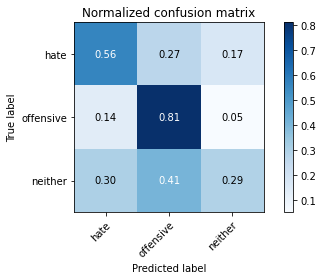 Normalized confusion matrix
True label
hate 0.56 0.27 0.17
offensive 0.14 0.81 0.05
neither 0.30 0.41 0.29
hate offensive neither
Predicted label
0.8
0.7
0.6
0.5
0.4
0.3
0.2
0.1